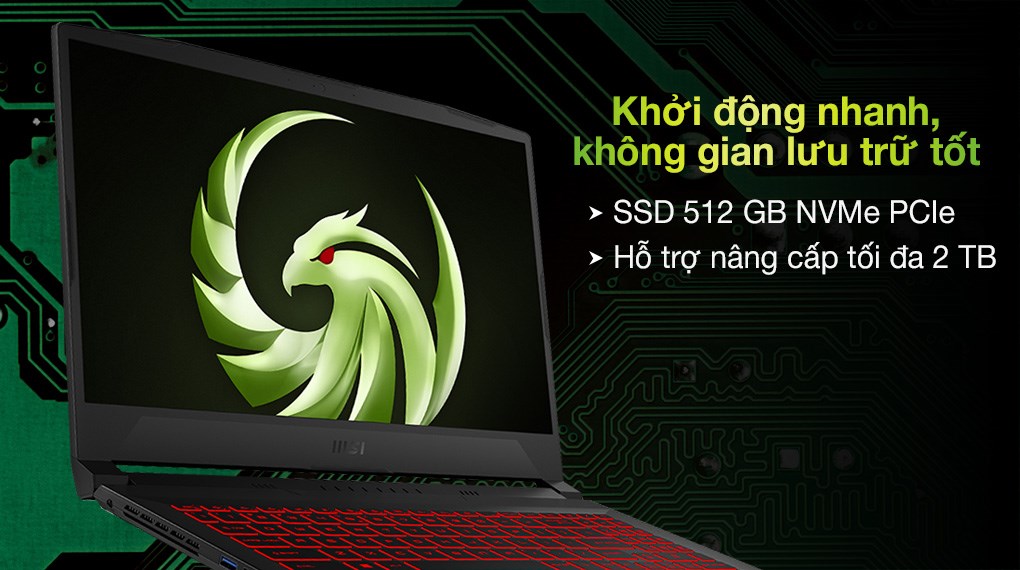 Khởi động nhanh,
không gian lưu trữ tốt
➤ SSD 512 GB NVMe PCIe
➤ Hỗ trợ nâng cấp tối đa 2 TB
msi